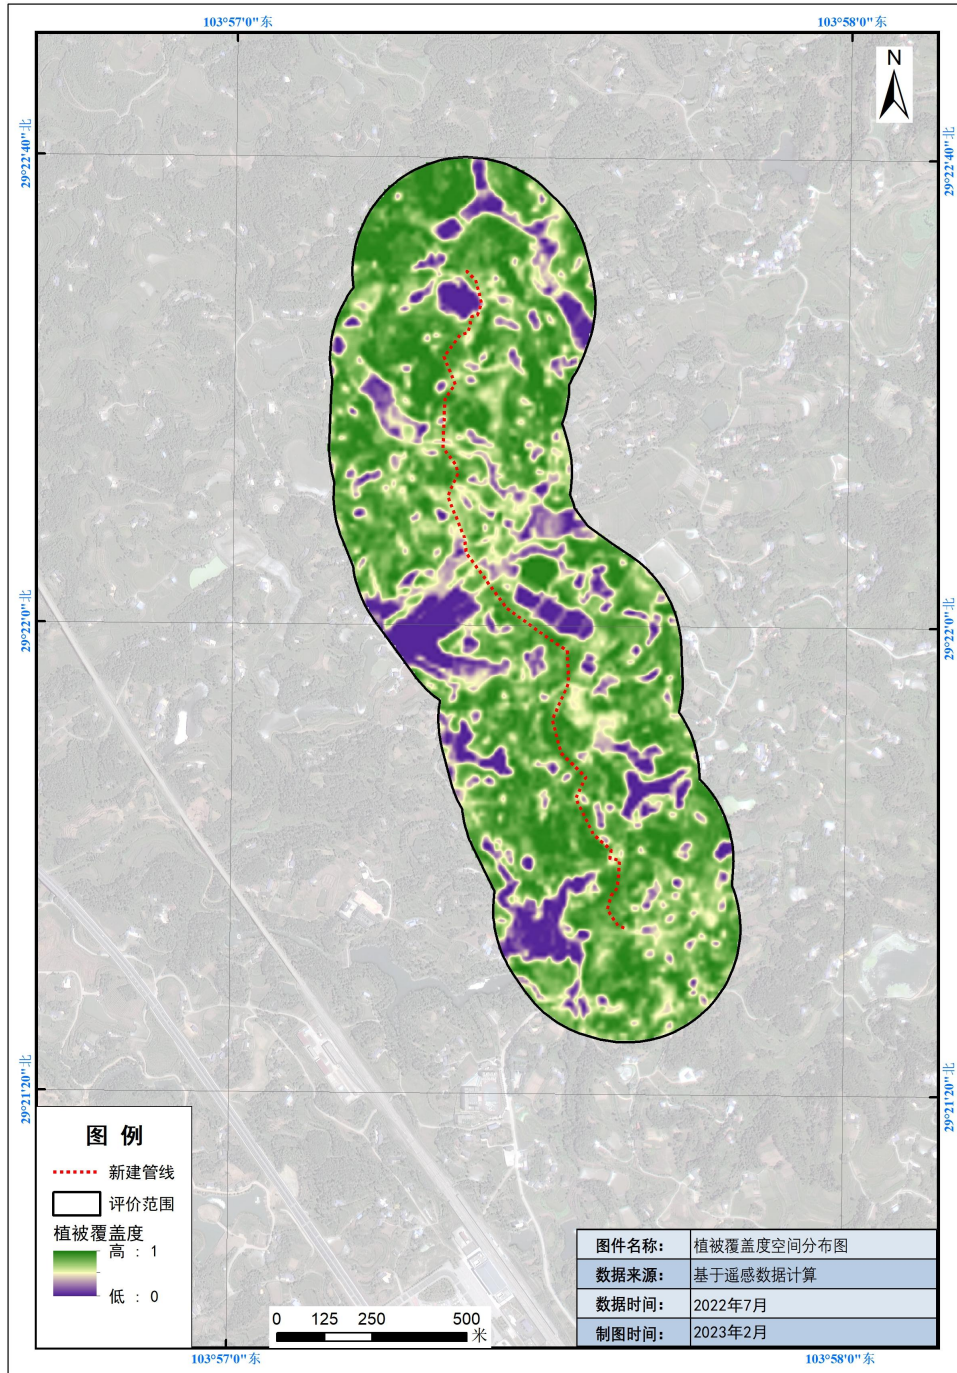 103°57'0"东
103°58'0"东
N
29°22'40"北
29°22'40"北
29°22'0"北
29°22'0"北
29°21'20"北
29°21'20"北
图 例
新建管线
评价范围
植被覆盖度
高 : 1
低 : 0
0 125 250 500
米
图件名称: 植被覆盖度空间分布图
数据来源: 基于遥感数据计算
数据时间: 2022年7月
制图时间: 2023年2月
103°57'0"东
103°58'0"东